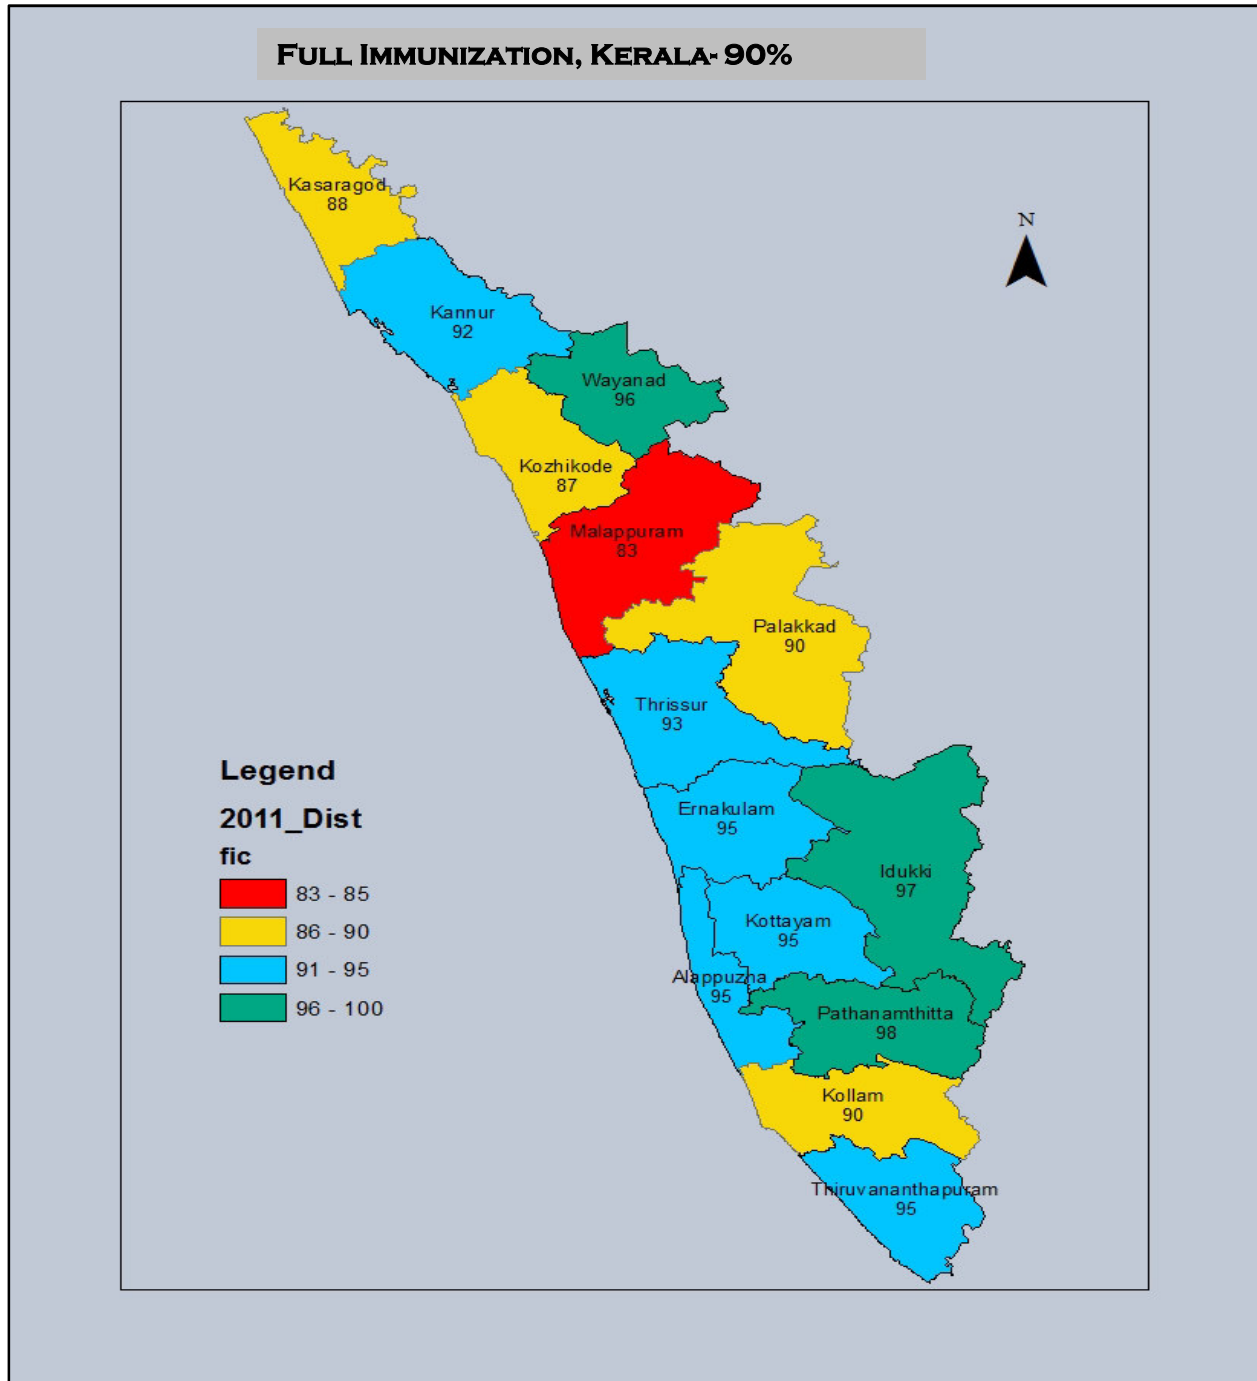 FULL IMMUNIZATION, KERALA- 90%
Kasaragod
88
N
Kannur
92
Wayanad
96
Kozhikode
87
Malappuram
83
Palakkad
90
Thrissur
93
Legend
2011_Dist
fic
83 - 85
86 - 90
91 - 95
96 - 100
Ernakulam
95
Idukki
97
Kottayam
95
Alappuzha
95
Pathanamthitta
98
Kollam
90
Thiruvananthapuram
95